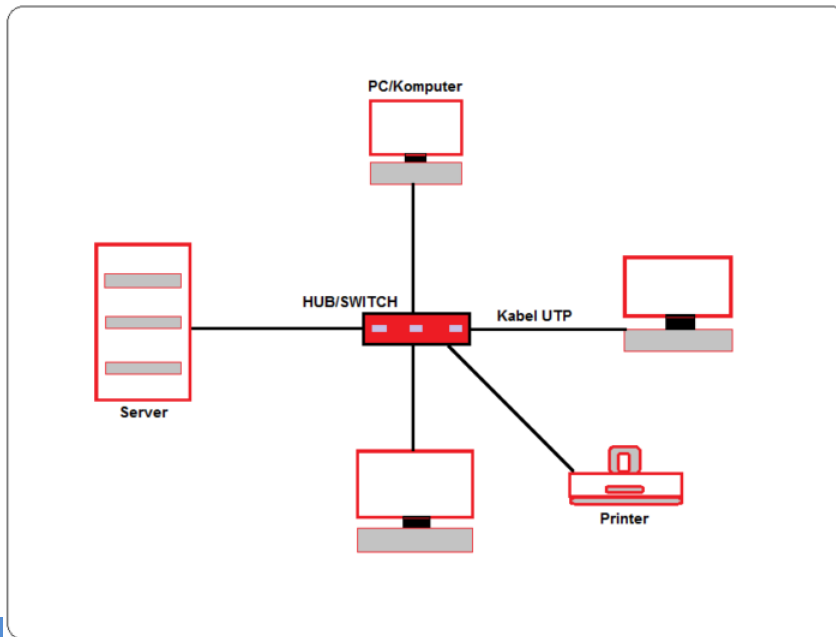 PC/Komputer
HUB/SWITCH
Kabel UTP
Server
Printer